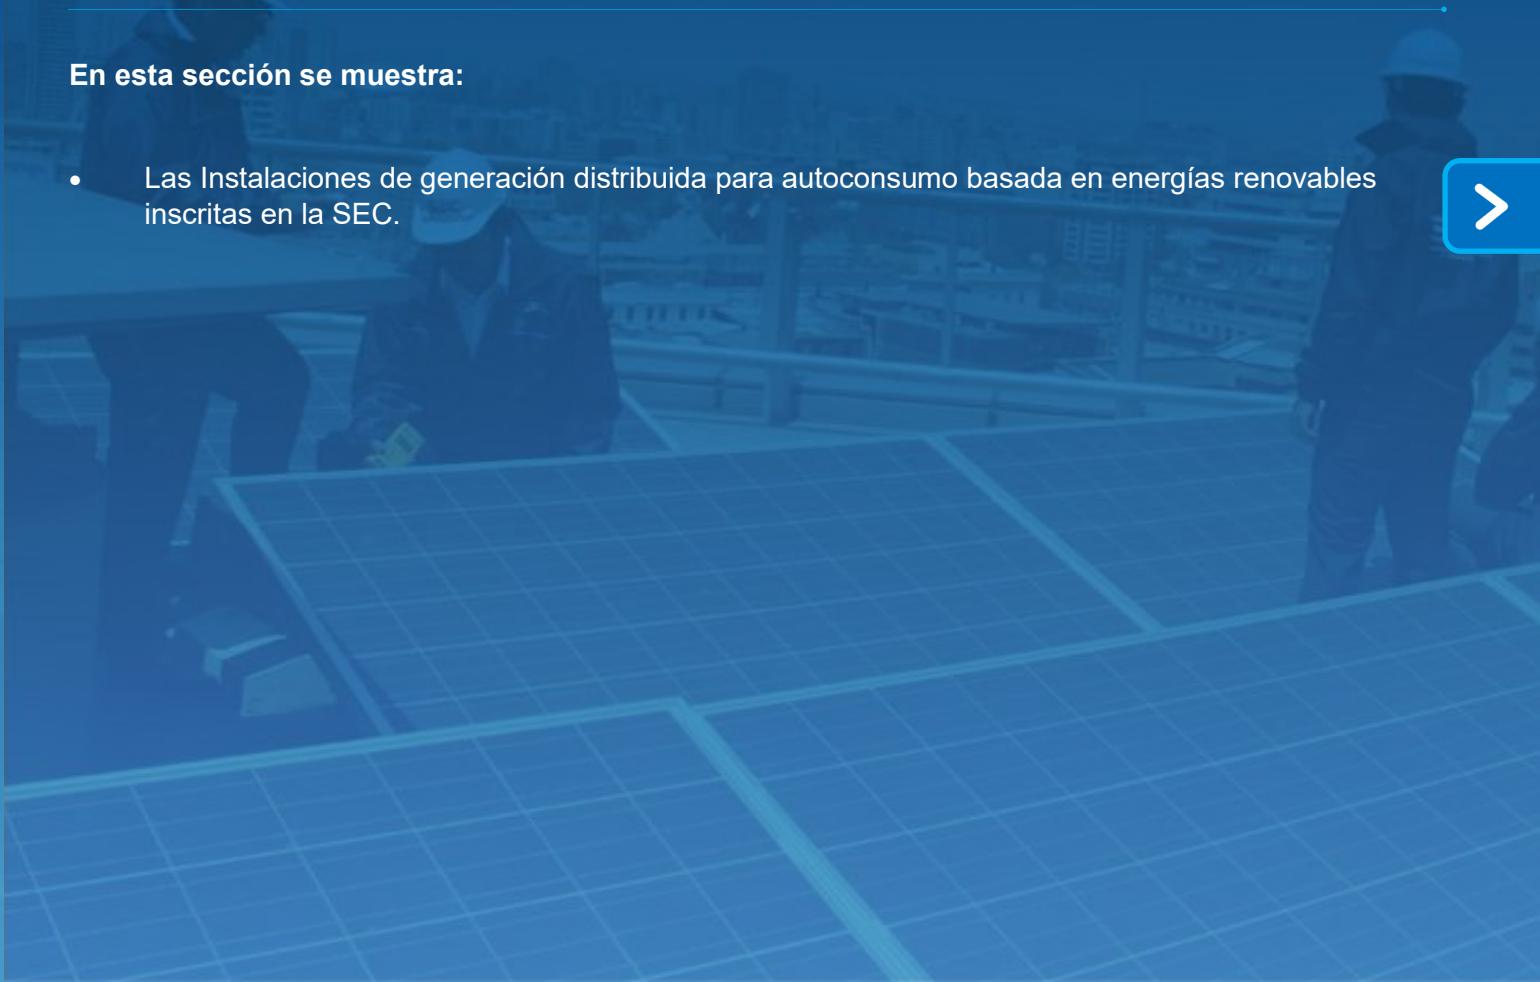 En esta sección se muestra:
• Las Instalaciones de generación distribuida para autoconsumo basada en energías renovables
inscritas en la SEC.